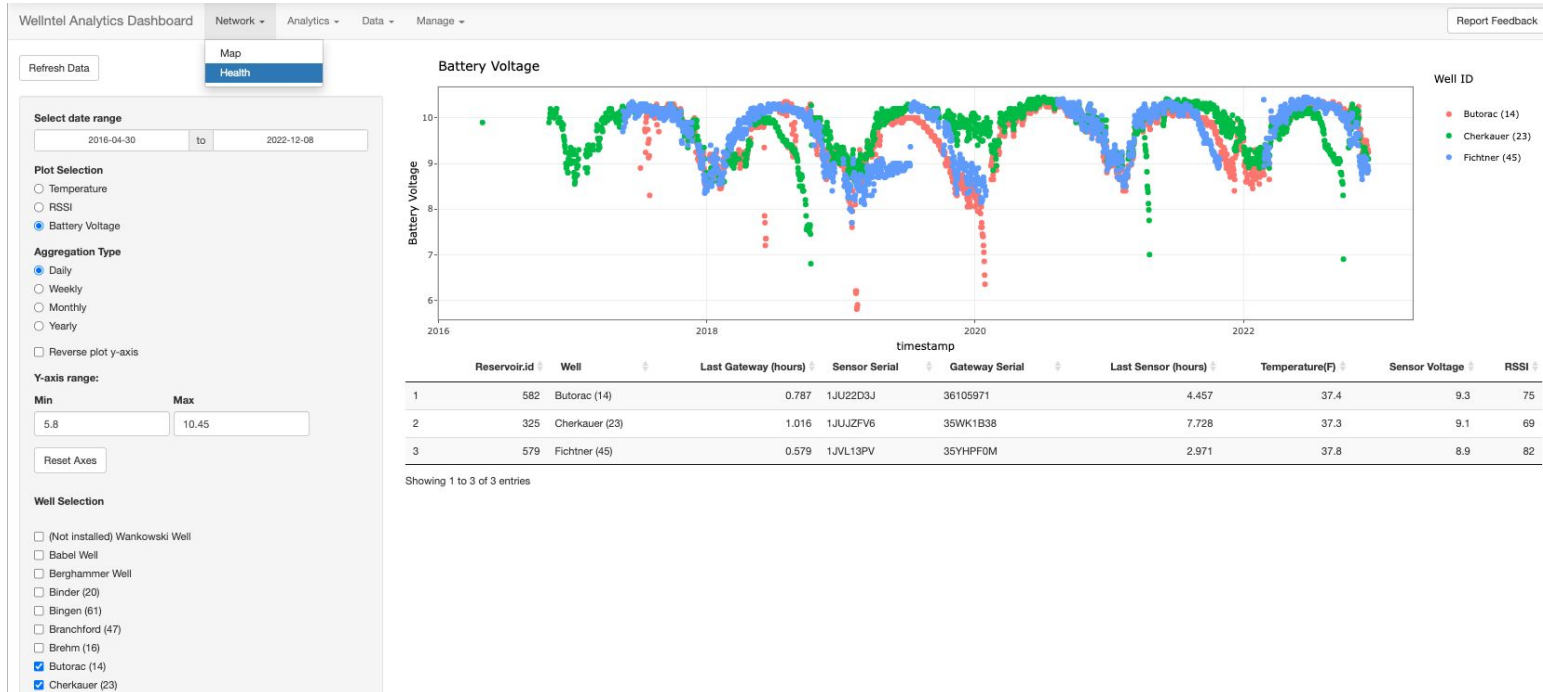 Wellntel Analytics Dashboard Network Analytics Data Manage Report Feedback
Map
Health
Refresh Data
Select date range
2016-04-30 to 2022-12-08
Plot Selection
Temperature
RSSI
Battery Voltage
Aggregation Type
Daily
Weekly
Monthly
Yearly
Reverse plot y-axis
Y-axis range:
Min Max
5.8 10.45
Reset Axes
Well Selection
(Not installed) Wankowski Well
Babel Well
Berghammer Well
Binder (20)
Bingen (61)
Branchford (47)
Brehm (16)
Butorac (14)
Cherkauer (23)
Battery Voltage
Well ID
Butorac (14)
Cherkauer (23)
Fichtner (45)
Battery Voltage
10
9
8
7
6
2016 2018 2020 2022
timestamp
Reservoir.id Well Last Gateway (hours) Sensor Serial Gateway Serial Last Sensor (hours) Temperature(F) Sensor Voltage RSSI
1 582 Butorac (14) 0.787 1JU22D3J 36105971 4.457 37.4 9.3 75
2 325 Cherkauer (23) 1.016 1JUJZFV6 35WK1B38 7.728 37.3 9.1 69
3 579 Fichtner (45) 0.579 1JVL13PV 35YHPF0M 2.971 37.8 8.9 82
Showing 1 to 3 of 3 entries